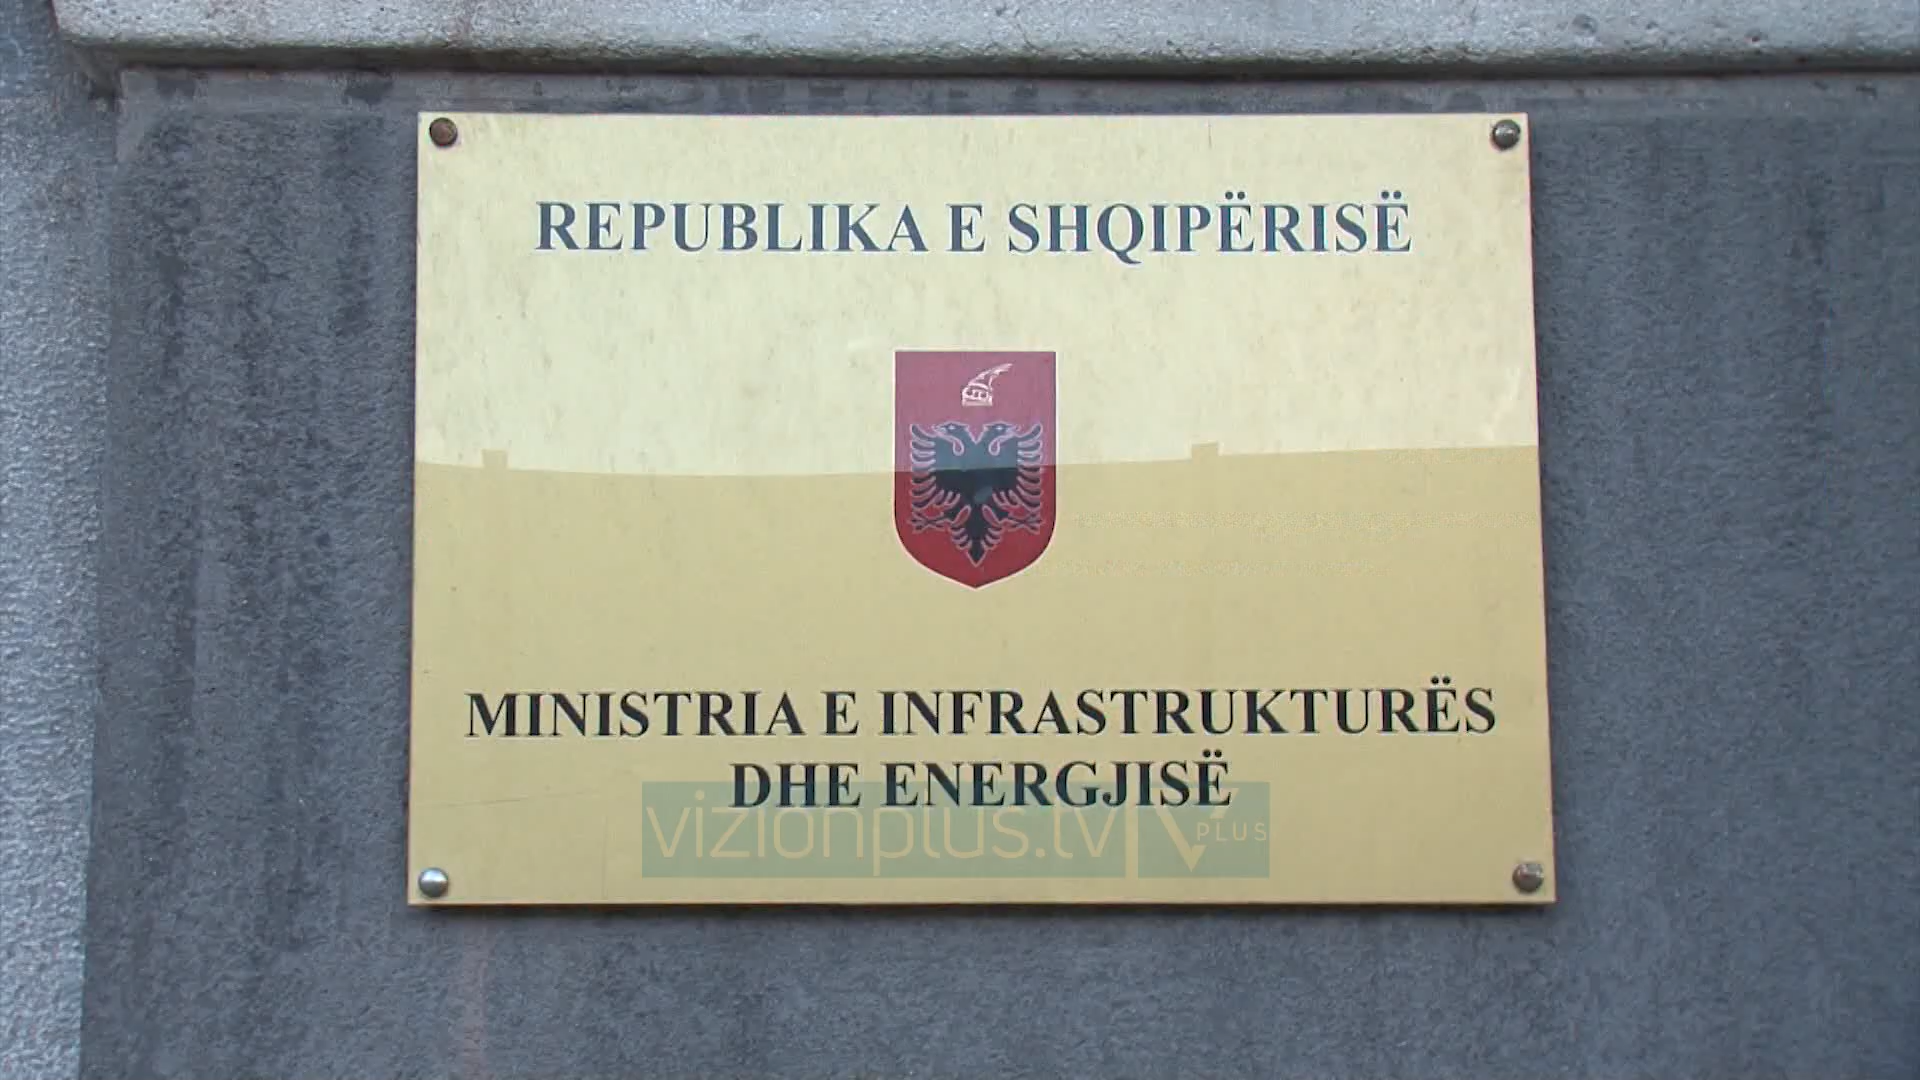 REPUBLIKA E SHQIPËRISË
MINISTRIA E INFRASTRUKTURËS
DHE ENERGJISË
vizionplus.tv PLUS